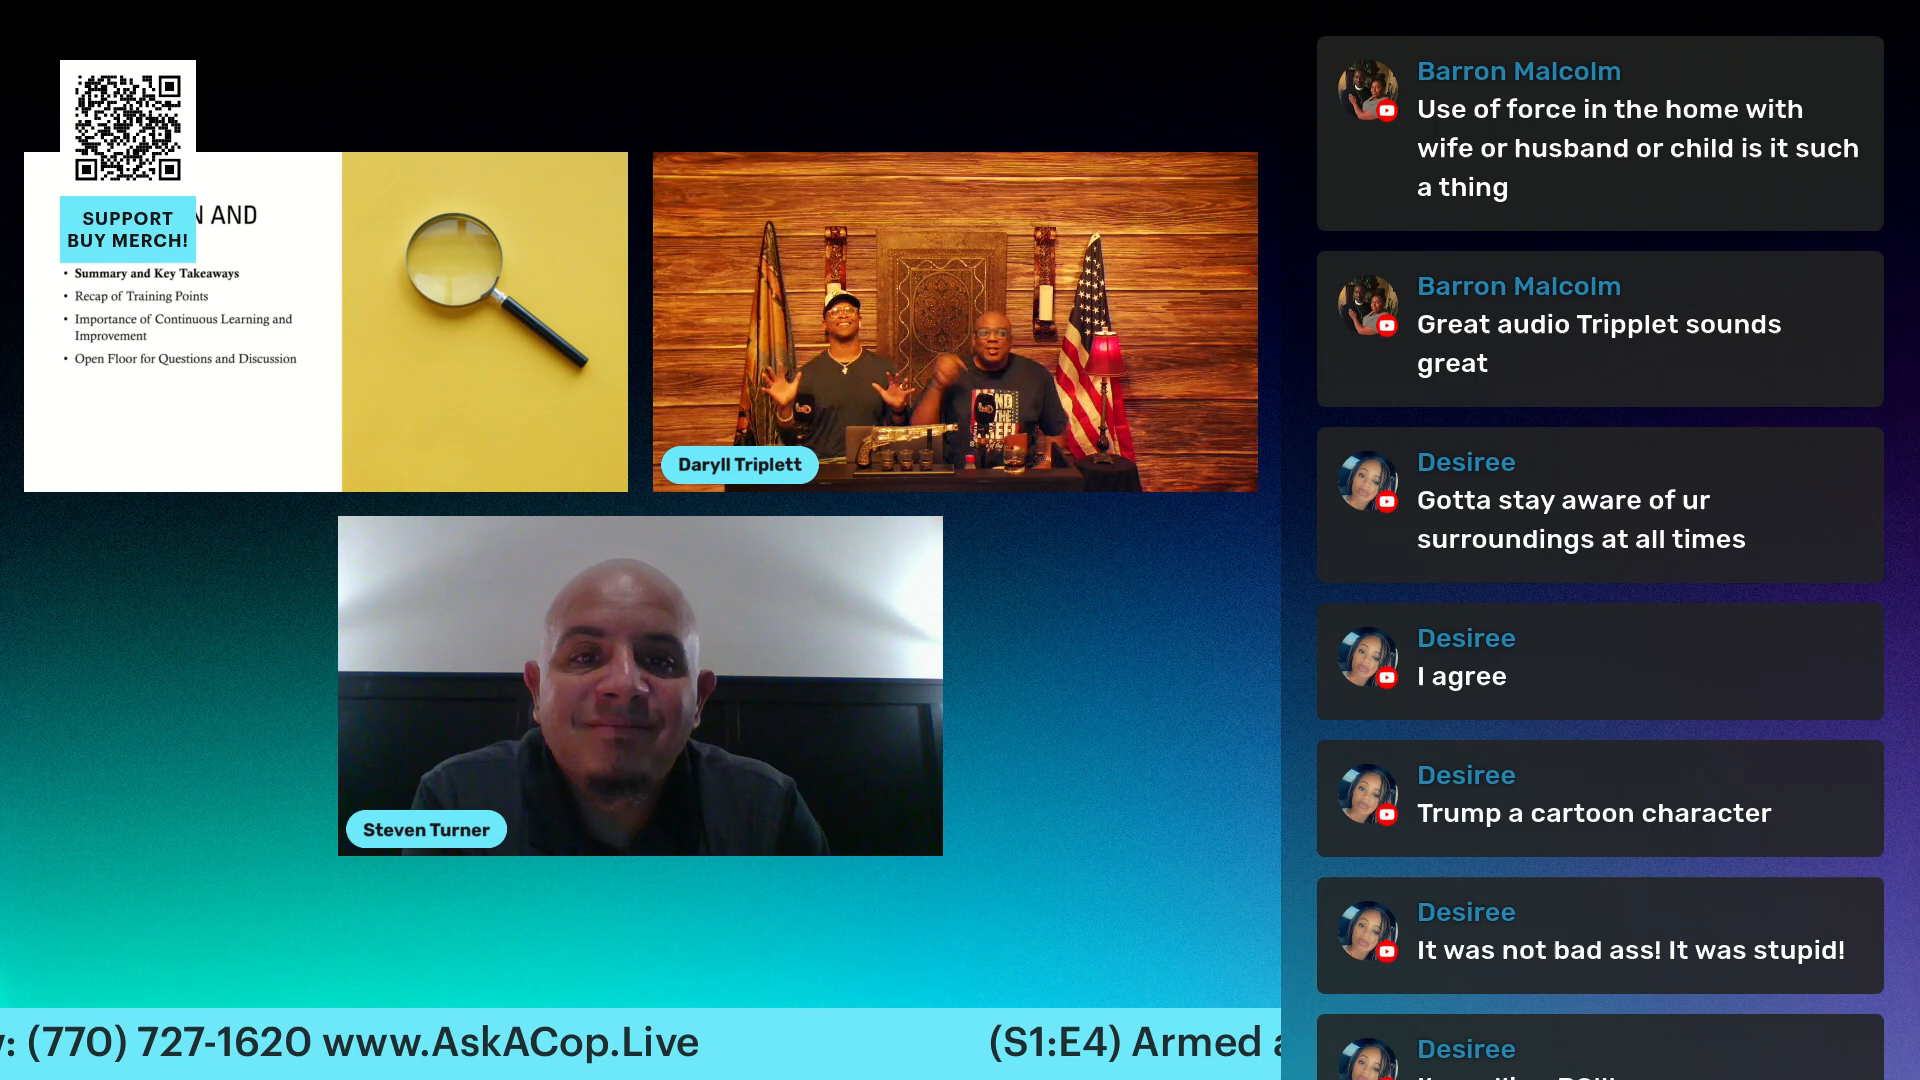 SUPPORT
BUY MERCH!
AND
• Summary and Key Takeaways
• Recap of Training Points
• Importance of Continuous Learning and
Improvement
• Open Floor for Questions and Discussion
Daryll Triplett
Steven Turner
: (770) 727-1620 www.AskACop.Live
(S1:E4) Armed
Barron Malcolm
Use of force in the home with
wife or husband or child is it such
a thing
Barron Malcolm
Great audio Tripplet sounds
great
Desiree
Gotta stay aware of ur
surroundings at all times
Desiree
I agree
Desiree
Trump a cartoon character
Desiree
It was not bad ass! It was stupid!
Desiree